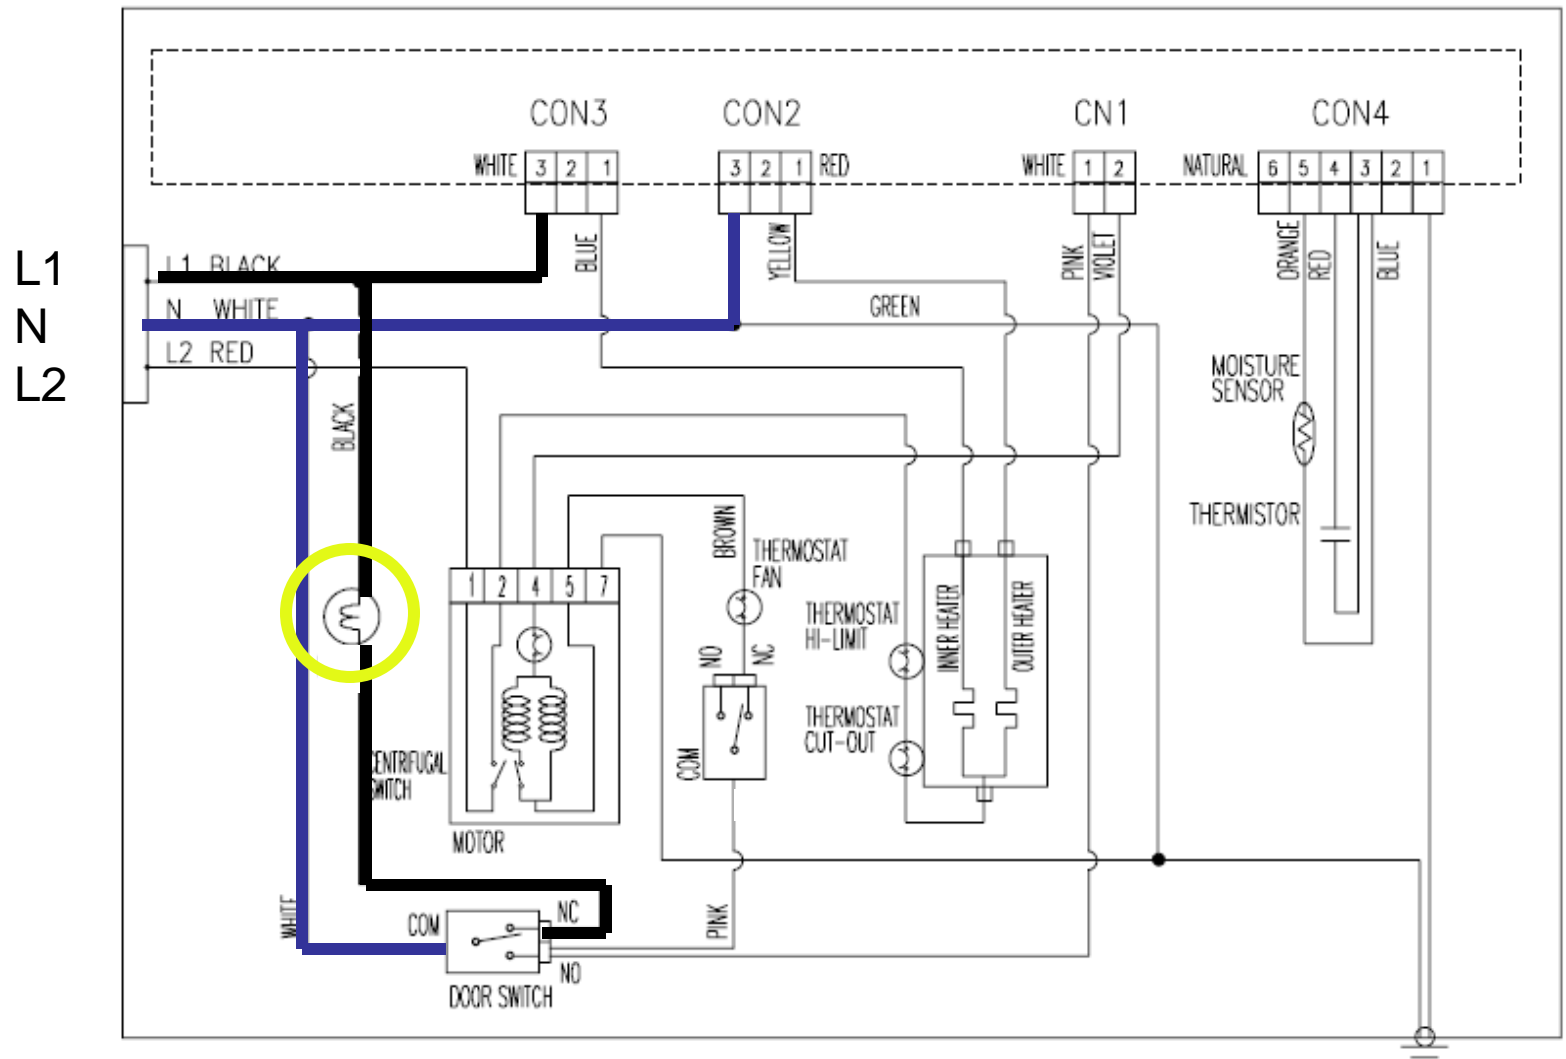 CON3 CON2 CN1 CON4
WHITE 3 2 1 3 2 1 RED WHITE 1 2 NATURAL 6 5 4 3 2 1
BLUE YELLOW PINK VIOLET ORANGE RED BLUE
L1 L1 BLACK
N N WHITE GREEN
L2 L2 RED
MOISTURE
SENSOR
BLACK
THERMISTOR
BROWN
THERMOSTAT
FAN
1 2 4 5 7
THERMOSTAT
HI-LIMIT
INNER HEATER OUTER HEATER
NO NC
THERMOSTAT
CUT-OUT
COM
CENTRIFUGAL
SWITCH
MOTOR
WHITE COM NC PINK
NO
DOOR SWITCH